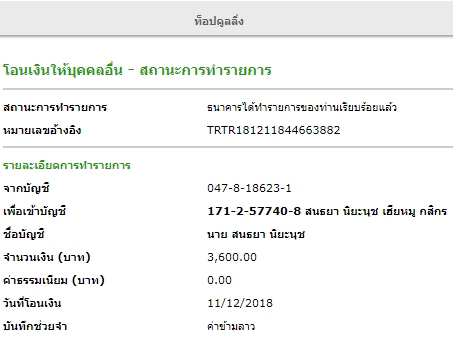 ท็อปดูลลิ่ง
โอนเงินให้บุคคลอื่น - สถานะการทำรายการ
สถานะการทำรายการ ธนาคารได้ทำรายการของท่านเรียบร้อยแล้ว
หมายเลขอ้างอิง TRTR181211844663882
รายละเอียดการทำรายการ
จากบัญชี 047-8-18623-1
เพื่อเข้าบัญชี 171-2-57740-8 สนธยา นิยะนุช เฮียหมู กสิกร
ชื่อบัญชี นาย สนธยา นิยะนุช
จำนวนเงิน (บาท) 3,600.00
ค่าธรรมเนียม (บาท) 0.00
วันที่โอนเงิน 11/12/2018
บันทึกช่วยจำ ค่าข้ามลาว